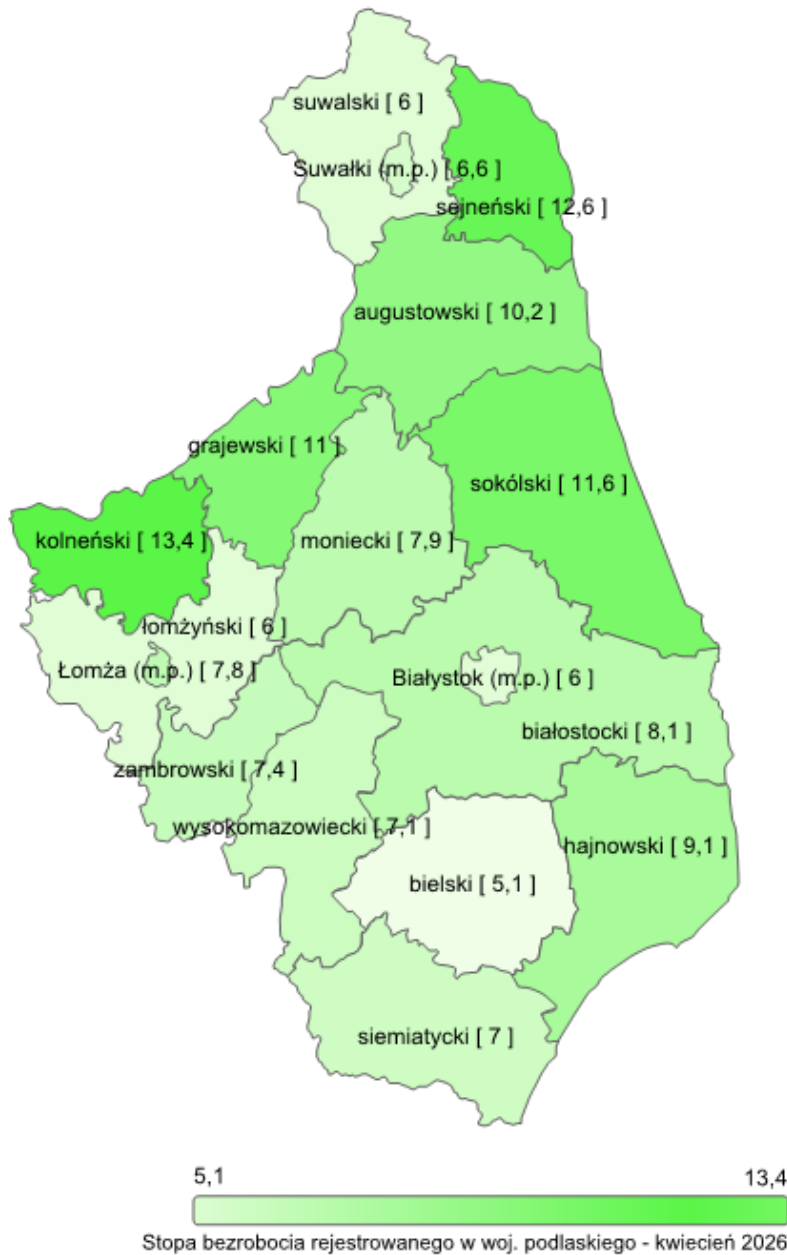 suwalski [ 6 ]
Suwałki (m.p.) [ 6,6 ]
sejneński [ 12,6 ]
augustowski [ 10,2 ]
grajewski [ 11 ]
sokólski [ 11,6 ]
kolneński [ 13,4 ]
moniecki [ 7,9 ]
łomżyński [ 6 ]
Łomża (m.p.) [ 7,8 ]
Białystok (m.p.) [ 6 ]
białostocki [ 8,1 ]
zambrowski [ 7,4 ]
wysokomazowiecki [ 7,1 ]
hajnowski [ 9,1 ]
bielski [ 5,1 ]
siemiatycki [ 7 ]
5,1
13,4
Stopa bezrobocia rejestrowanego w woj. podlaskiego - kwiecień 2026